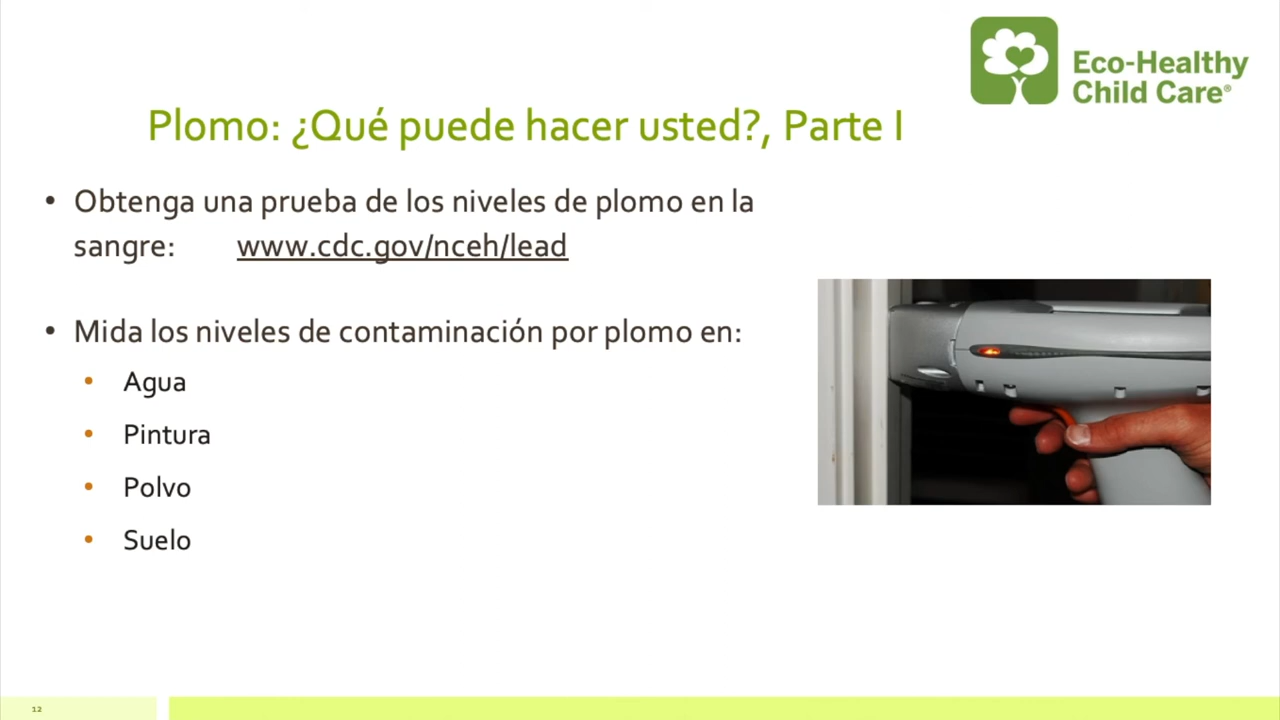 Eco-Healthy
Child Care®
Plomo: ¿Qué puede hacer usted?, Parte I
• Obtenga una prueba de los niveles de plomo en la
sangre: www.cdc.gov/nceh/lead
• Mida los niveles de contaminación por plomo en:
• Agua
• Pintura
• Polvo
• Suelo
12